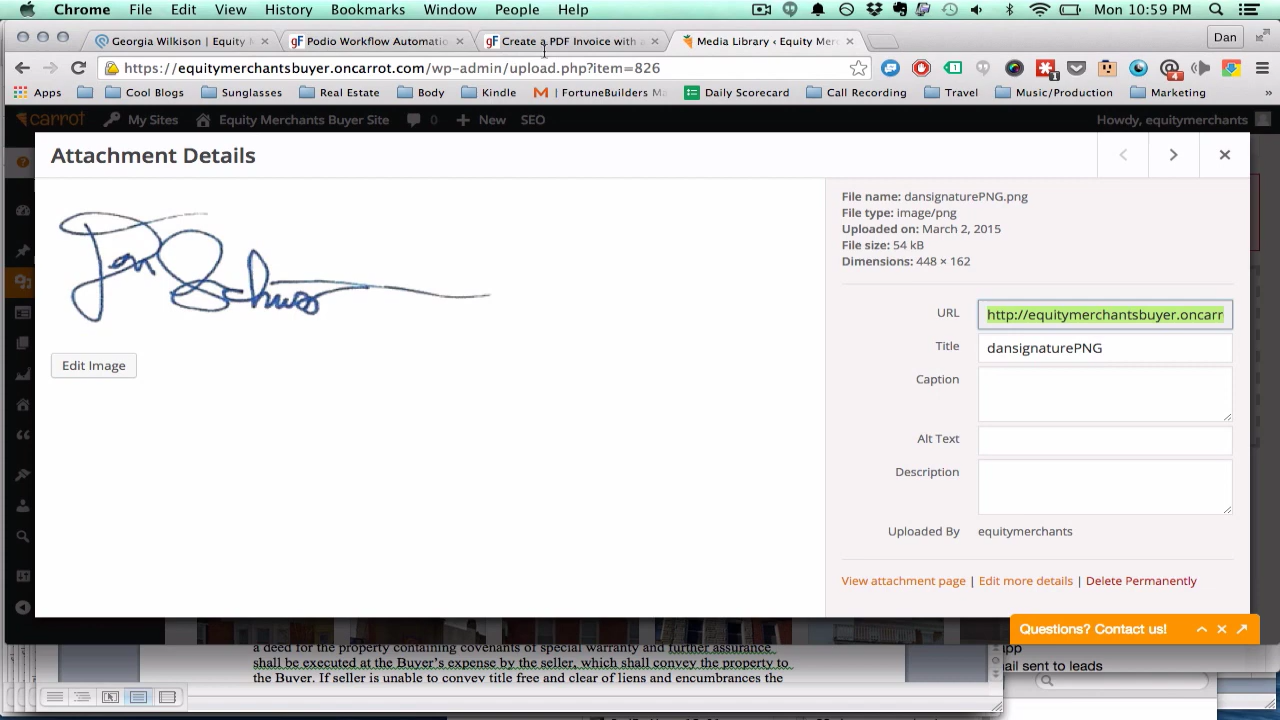 Chrome File Edit View History Bookmarks Window People Help Mon 10:59 PM
Georgia Wilkison | Equity Podio Workflow Automatio Create a PDF Invoice with Media Library ‹ Equity Mer Dan
https://equitymerchantsbuyer.oncarrot.com/wp-admin/upload.php?item=826
Apps Cool Blogs Sunglasses Real Estate Body Kindle FortuneBuilders Ma Daily Scorecard Call Recording Travel Music/Production Marketing »
carrot My Sites Equity Merchants Buyer Site 0 New SEO Howdy, equitymerchants
Attachment Details
File name: dansignaturePNG.png
File type: image/png
Uploaded on: March 2, 2015
File size: 54 kB
Dimensions: 448 × 162
URL http://equitymerchantsbuyer.oncarr
Title dansignaturePNG
Caption
Alt Text
Description
Uploaded By equitymerchants
Edit Image
View attachment page | Edit more details | Delete Permanently
Questions? Contact us!
a deed for the property containing covenants of special warranty and further assurance
shall be executed at the Buyer's expense by the seller, which shall convey the property to
the Buyer. If seller is unable to convey title free and clear of liens and encumbrances the
app
ail sent to leads